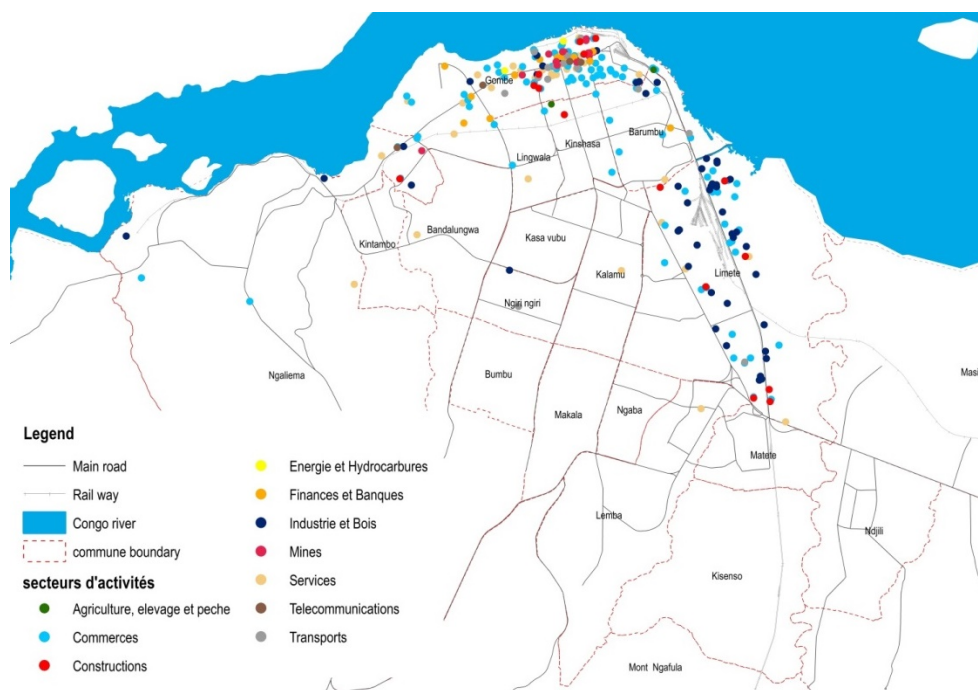 Gombe
Barumbu
Kinshasa
Lingwala
Bandalungwa
Kintambo
Kasa vubu
Kalamu
Limete
Ngiri ngiri
Ngaliema
Bumbu
Masi
Makala
Ngaba
Matete
Lemba
Ndjili
Kisenso
Mont Ngafula
Legend
Main road
Rail way
Congo river
commune boundary
secteurs d'activités
Agriculture, elevage et peche
Commerces
Constructions
Energie et Hydrocarbures
Finances et Banques
Industrie et Bois
Mines
Services
Telecommunications
Transports